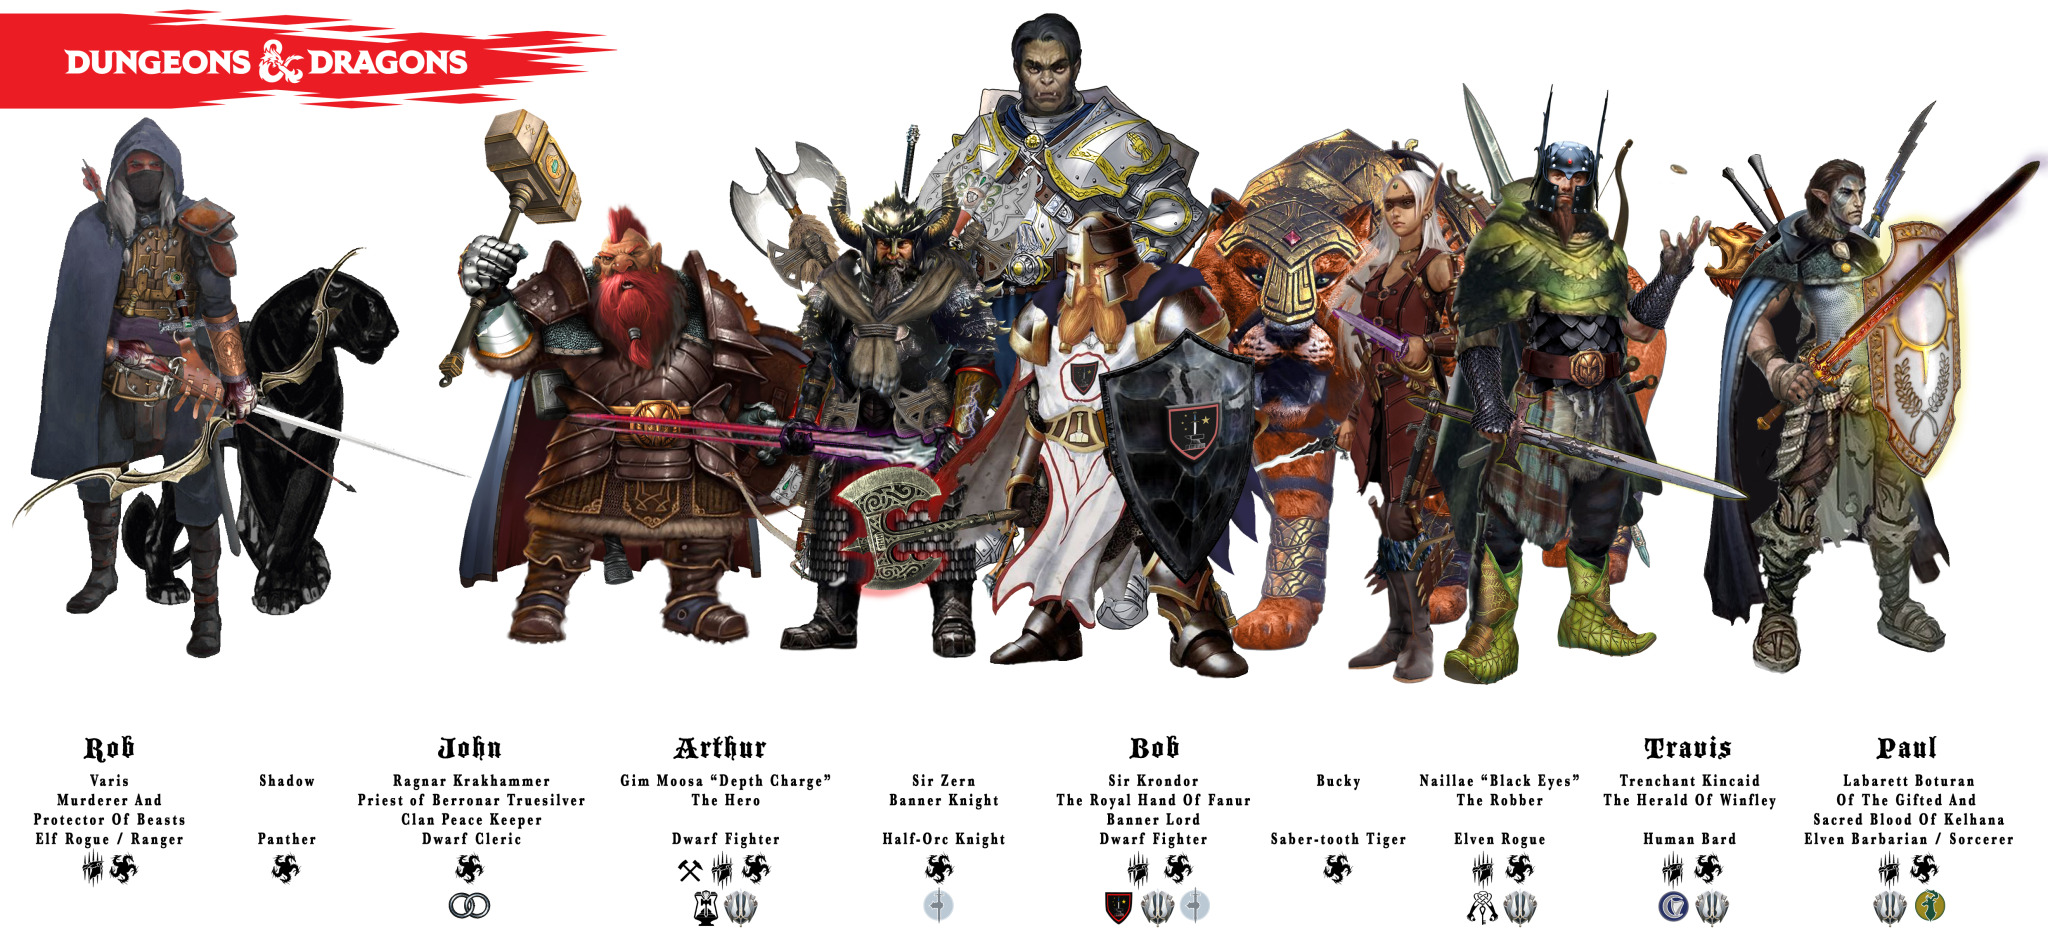 DUNGEONS & DRAGONS
Rob
Varis
Murderer And
Protector Of Beasts
Elf Rogue / Ranger
Shadow
Panther
John
Ragnar Krakhammer
Priest of Berronar Truesilver
Clan Peace Keeper
Dwarf Cleric
Arthur
Gim Moosa “Depth Charge”
The Hero
Dwarf Fighter
Sir Zern
Banner Knight
Half-Orc Knight
Bob
Sir Krondor
The Royal Hand Of Fanur
Banner Lord
Dwarf Fighter
Bucky
Saber-tooth Tiger
Naillae “Black Eyes”
The Robber
Elven Rogue
Travis
Trenchant Kincaid
The Herald Of Winfley
Human Bard
Paul
Labarett Boturan
Of The Gifted And
Sacred Blood Of Kelhana
Elven Barbarian / Sorcerer